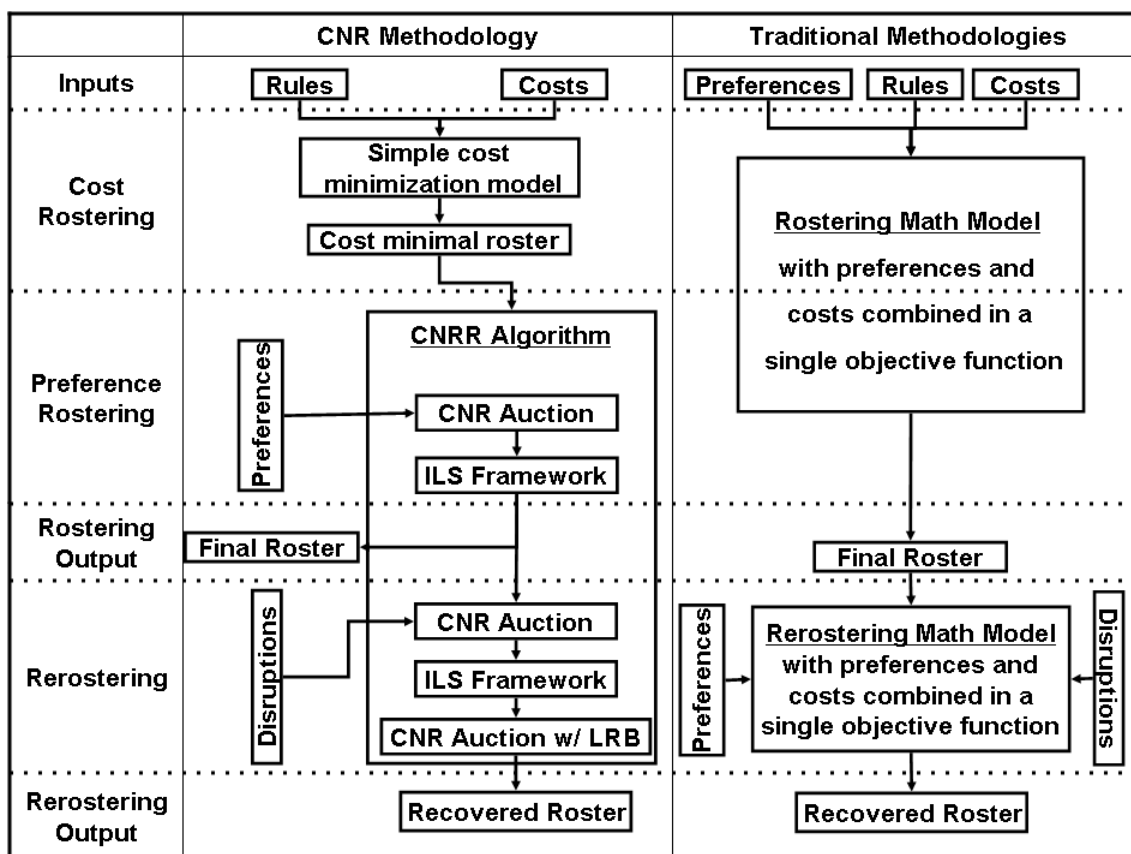 CNR Methodology
Traditional Methodologies
Inputs
Rules
Costs
Preferences
Rules
Costs
Cost
Rostering
Simple cost
minimization model
Cost minimal roster
Rostering Math Model
with preferences and
costs combined in a
single objective function
Preference
Rostering
Preferences
CNRR Algorithm
CNR Auction
ILS Framework
Rostering
Output
Final Roster
Final Roster
Rerostering
Disruptions
CNR Auction
ILS Framework
CNR Auction w/ LRB
Preferences
Rerostering Math Model
with preferences and
costs combined in a
single objective function
Disruptions
Rerostering
Output
Recovered Roster
Recovered Roster